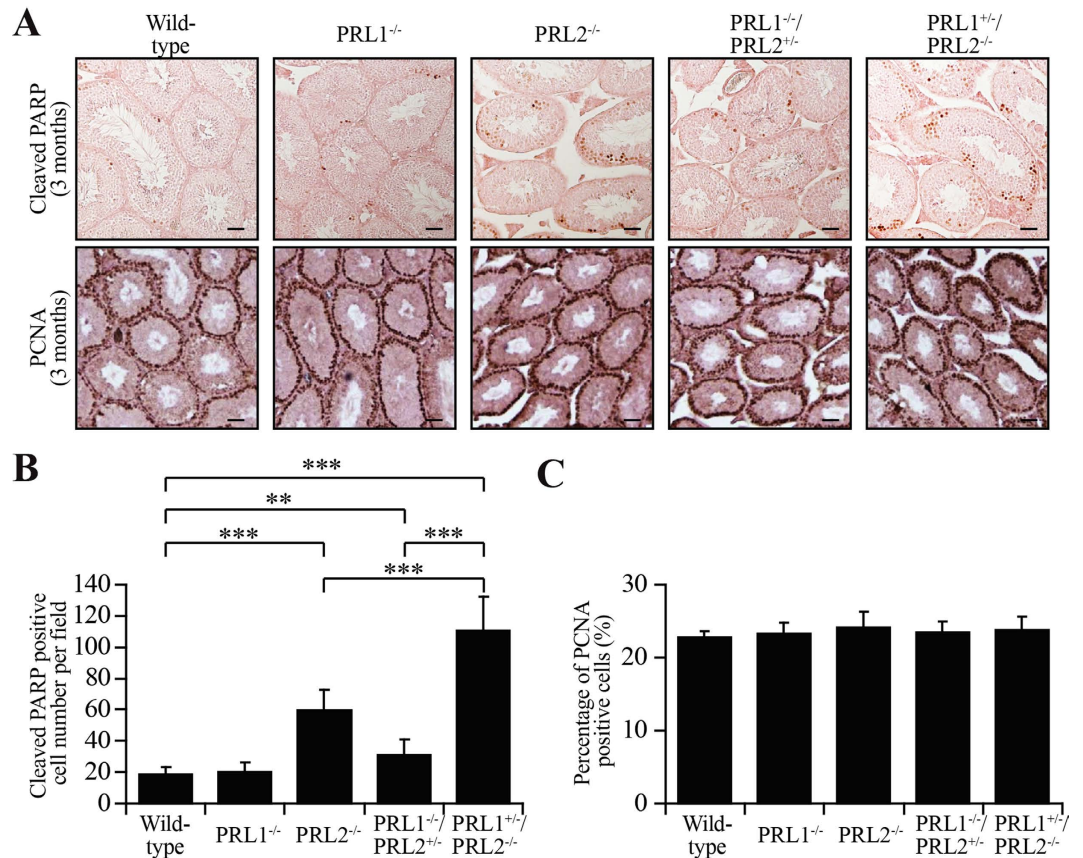 A
Wild-
type
PRL1-/-
PRL2-/-
PRL1-/-/
PRL2+/-
PRL1+/-/
PRL2-/-
Cleaved PARP
(3 months)
PCNA
(3 months)
B
***
**
***
***
***
Cleaved PARP positive
cell number per field
140
120
100
80
60
40
20
0
Wild-
type
PRL1-/-
PRL2-/-
PRL1-/-/
PRL2+/-
PRL1+/-/
PRL2-/-
C
Percentage of PCNA
positive cells (%)
30
20
10
0
Wild-
type
PRL1-/-
PRL2-/-
PRL1-/-/
PRL2+/-
PRL1+/-/
PRL2-/-